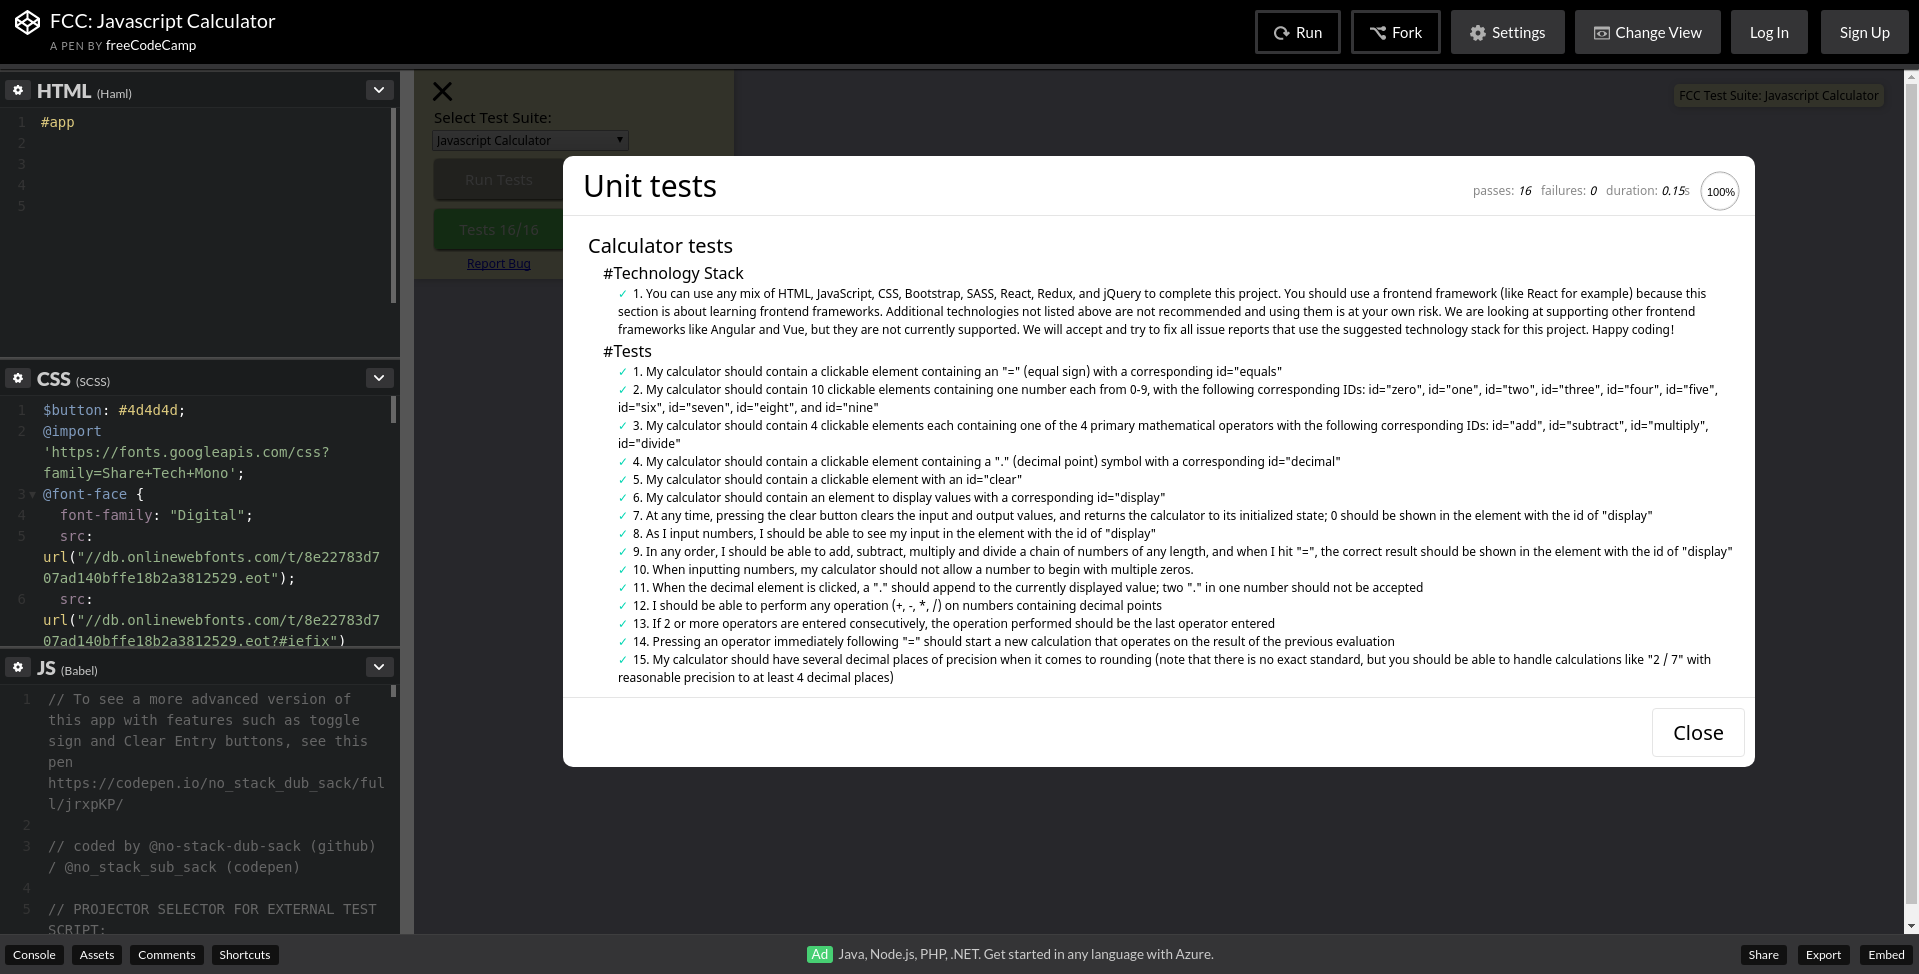 FCC: Javascript Calculator
A PEN BY freeCodeCamp
Run
Fork
Settings
Change View
Log In
Sign Up
HTML (Haml)
1 #app
2
3
4
5
CSS (SCSS)
1 $button: #4d4d4d;
2 @import
'https://fonts.googleapis.com/css?
family=Share+Tech+Mono';
3 @font-face {
4 font-family: "Digital";
5 src:
url("//db.onlinewebfonts.com/t/8e22783d7
07ad140bffe18b2a3812529.eot");
6 src:
url("//db.onlinewebfonts.com/t/8e22783d7
07ad140bffe18b2a3812529.eot?#iefix")
JS (Babel)
1 // To see a more advanced version of
this app with features such as toggle
sign and Clear Entry buttons, see this
pen
https://codepen.io/no_stack_dub_sack/ful
l/jrxpKP/
2
3 // coded by @no-stack-dub-sack (github)
/ @no_stack_sub_sack (codepen)
4
5 // PROJECTOR SELECTOR FOR EXTERNAL TEST
SCRIPT:
Select Test Suite:
Javascript Calculator
Run Tests
Tests 16/16
Report Bug
FCC Test Suite: Javascript Calculator
Unit tests
passes: 16 failures: 0 duration: 0.15s 100%
Calculator tests
#Technology Stack
✓ 1. You can use any mix of HTML, JavaScript, CSS, Bootstrap, SASS, React, Redux, and jQuery to complete this project. You should use a frontend framework (like React for example) because this
section is about learning frontend frameworks. Additional technologies not listed above are not recommended and using them is at your own risk. We are looking at supporting other frontend
frameworks like Angular and Vue, but they are not currently supported. We will accept and try to fix all issue reports that use the suggested technology stack for this project. Happy coding!
#Tests
✓ 1. My calculator should contain a clickable element containing an "=" (equal sign) with a corresponding id="equals"
✓ 2. My calculator should contain 10 clickable elements containing one number each from 0-9, with the following corresponding IDs: id="zero", id="one", id="two", id="three", id="four", id="five",
id="six", id="seven", id="eight", and id="nine"
✓ 3. My calculator should contain 4 clickable elements each containing one of the 4 primary mathematical operators with the following corresponding IDs: id="add", id="subtract", id="multiply",
id="divide"
✓ 4. My calculator should contain a clickable element containing a "." (decimal point) symbol with a corresponding id="decimal"
✓ 5. My calculator should contain a clickable element with an id="clear"
✓ 6. My calculator should contain an element to display values with a corresponding id="display"
✓ 7. At any time, pressing the clear button clears the input and output values, and returns the calculator to its initialized state; 0 should be shown in the element with the id of "display"
✓ 8. As I input numbers, I should be able to see my input in the element with the id of "display"
✓ 9. In any order, I should be able to add, subtract, multiply and divide a chain of numbers of any length, and when I hit "=", the correct result should be shown in the element with the id of "display"
✓ 10. When inputting numbers, my calculator should not allow a number to begin with multiple zeros.
✓ 11. When the decimal element is clicked, a "." should append to the currently displayed value; two "." in one number should not be accepted
✓ 12. I should be able to perform any operation (+, -, *, /) on numbers containing decimal points
✓ 13. If 2 or more operators are entered consecutively, the operation performed should be the last operator entered
✓ 14. Pressing an operator immediately following "=" should start a new calculation that operates on the result of the previous evaluation
✓ 15. My calculator should have several decimal places of precision when it comes to rounding (note that there is no exact standard, but you should be able to handle calculations like "2 / 7" with
reasonable precision to at least 4 decimal places)
Close
Console
Assets
Comments
Shortcuts
Ad Java, Node.js, PHP, .NET. Get started in any language with Azure.
Share
Export
Embed